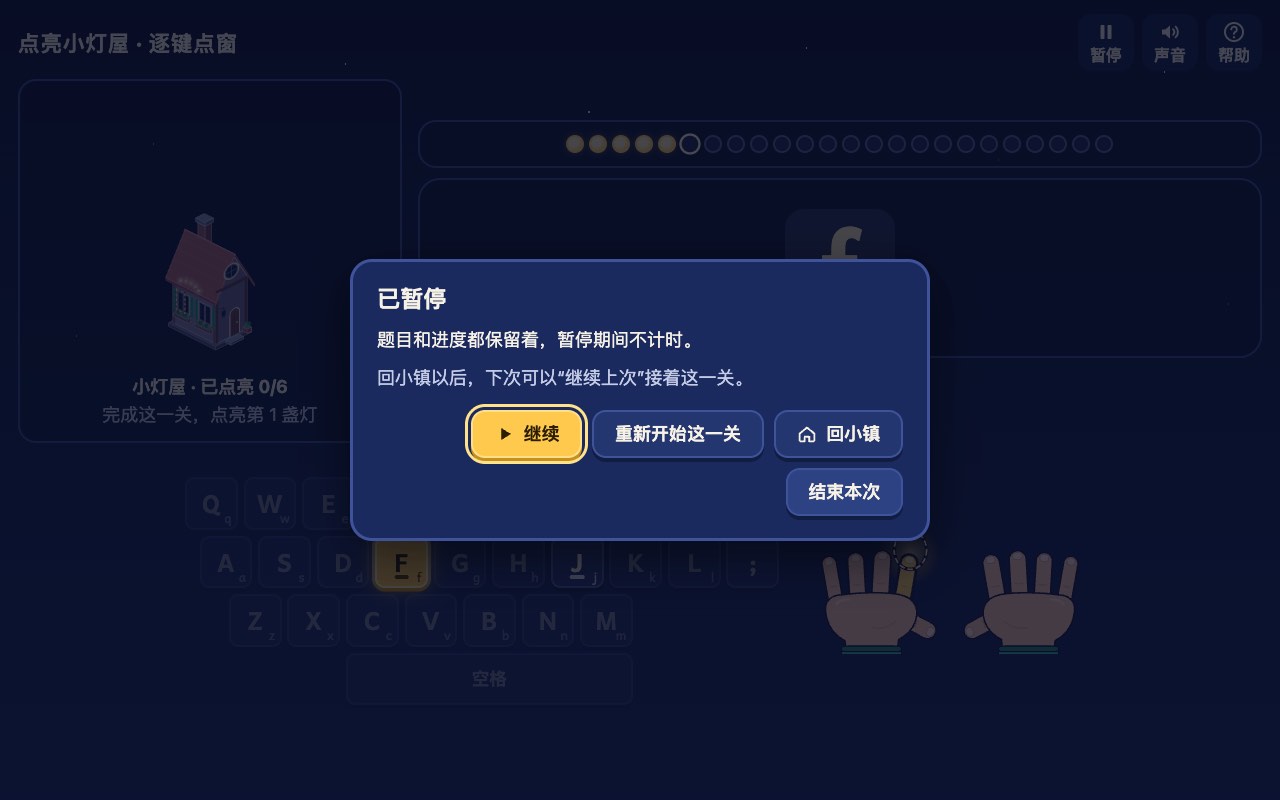 点亮小灯屋 · 逐键点窗
暂停
声音
帮助
f
小灯屋 · 已点亮 0/6
完成这一关，点亮第 1 盏灯
已暂停
题目和进度都保留着，暂停期间不计时。
回小镇以后，下次可以“继续上次”接着这一关。
继续
重新开始这一关
回小镇
结束本次
Q q W w E e
A a S s D d F f G g H h J j K k L l ;
Z z X x C c V v B b N n M m
空格